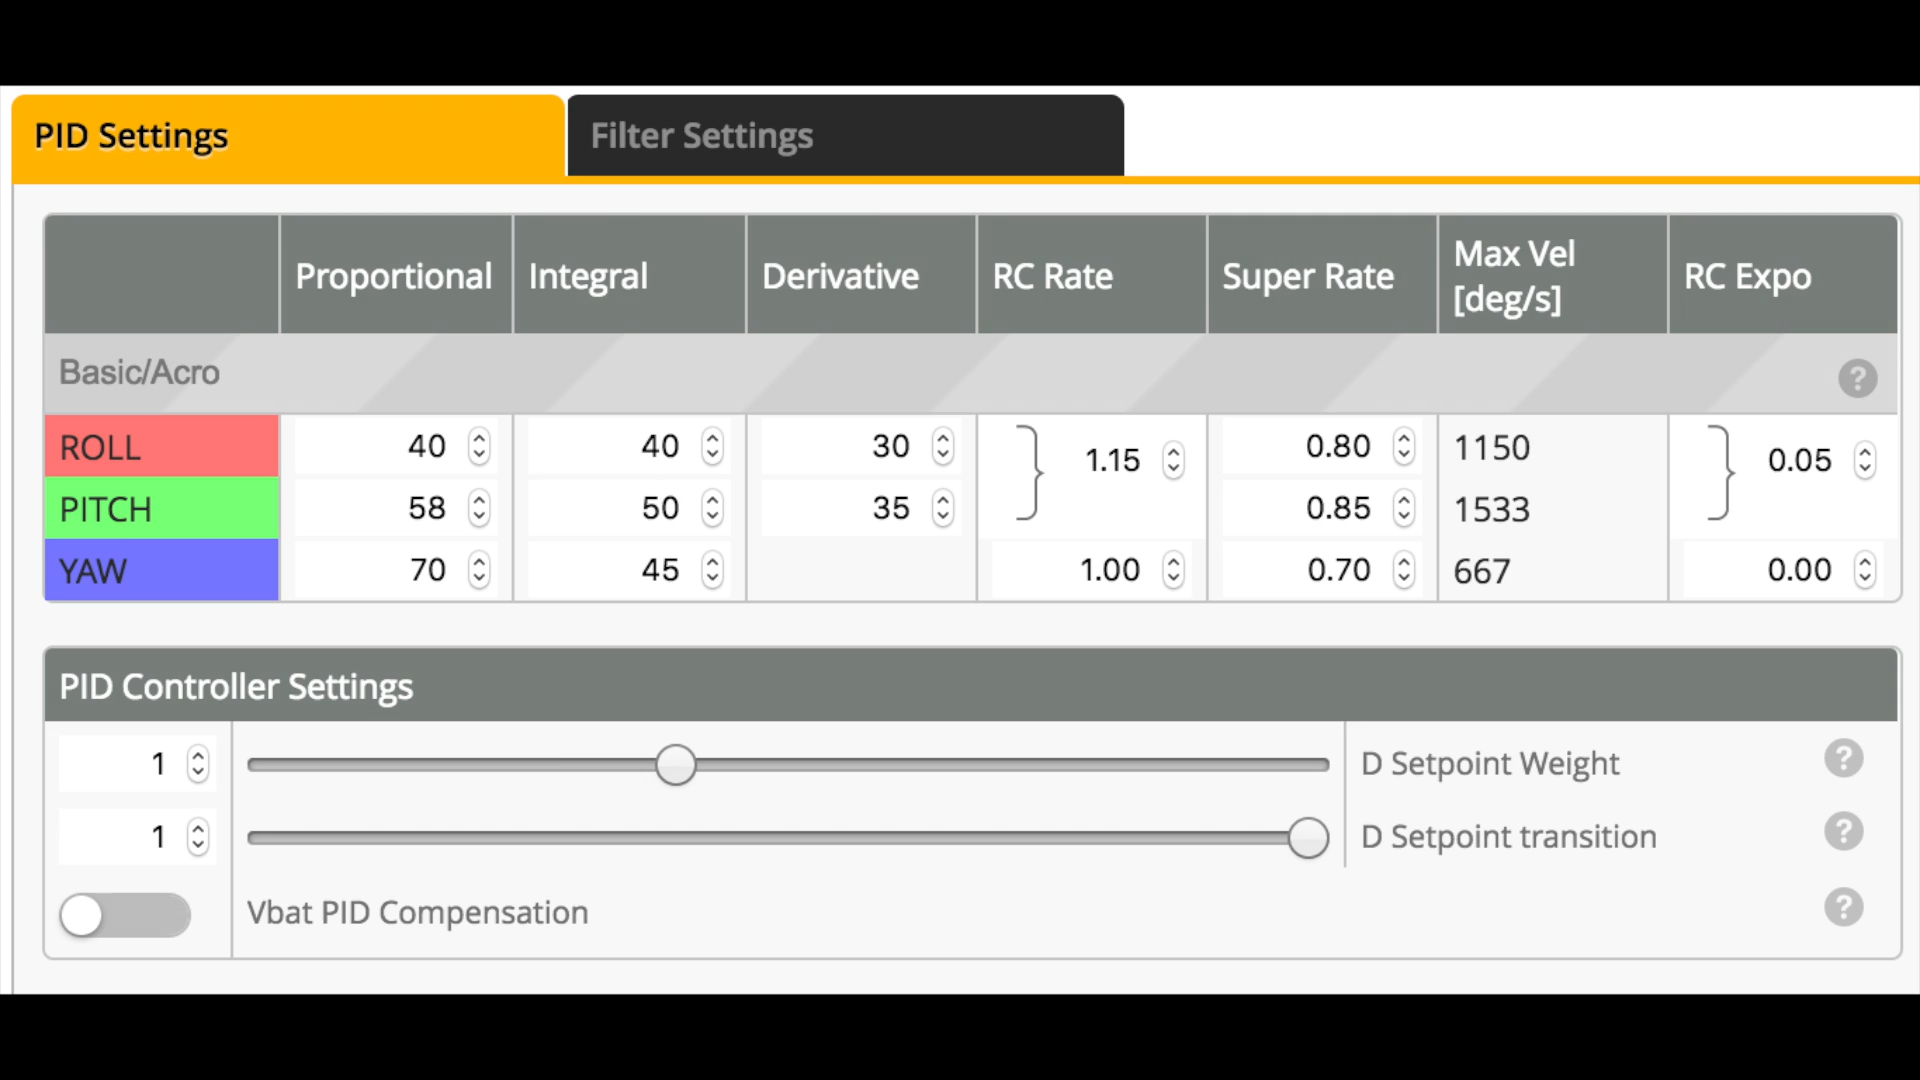 PID Settings
Filter Settings
Proportional Integral Derivative RC Rate Super Rate Max Vel [deg/s] RC Expo
Basic/Acro ?
ROLL 40 40 30 1.15 0.80 1150 0.05
PITCH 58 50 35 0.85 1533
YAW 70 45 1.00 0.70 667 0.00
PID Controller Settings
1 D Setpoint Weight ?
1 D Setpoint transition ?
Vbat PID Compensation ?